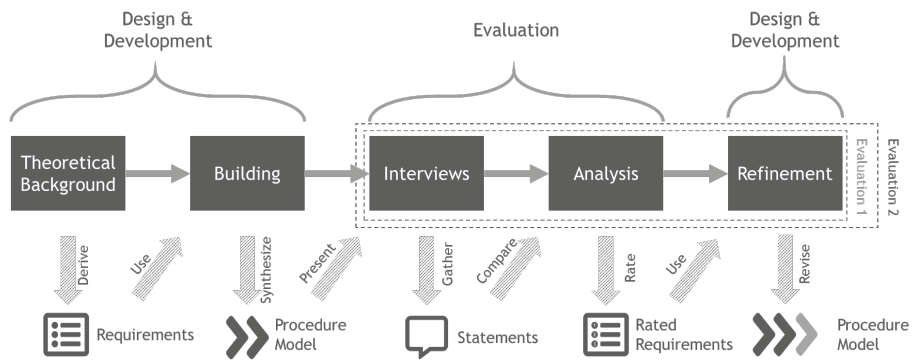 Design &
Development
Evaluation
Design &
Development
Theoretical
Background
Building
Interviews
Analysis
Refinement
Evaluation 1
Evaluation 2
Derive
Use
Synthesize
Present
Gather
Compare
Rate
Use
Revise
Requirements
Procedure
Model
Statements
Rated
Requirements
Procedure
Model